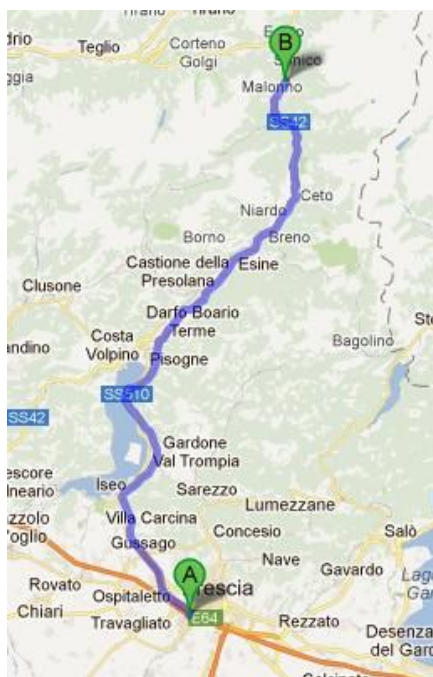 Tirano
Tirano
B
Teglio
Corteno
Golgi
Malonno
SS42
Ceto
Niardo
Borno
Breno
Castione della
Presolana
Esine
Clusone
Darfo Boario
Terme
Costa
Volpino
Pisogne
Bagolino
SS510
SS42
Gardone
Val Trompia
Iseo
Sarezzo
Lumezzane
Villa Carcina
Concesio
Salò
Gussago
Nave
Gavardo
A
Rovato
Ospitaletto
Chiari
Travagliato
E64
Rezzato
Desenza
del Gard